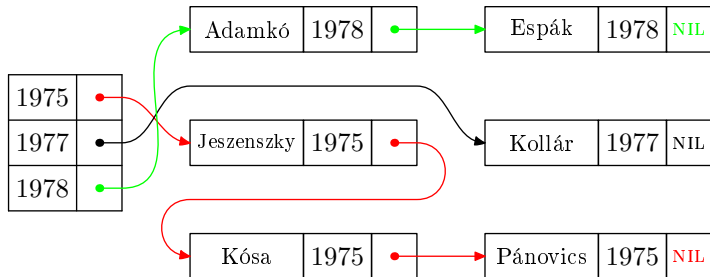 Adamkó 1978
Espák 1978 NIL
1975
1977
1978
Jeszenszky 1975
Kollár 1977 NIL
Kósa 1975
Pánovics 1975 NIL